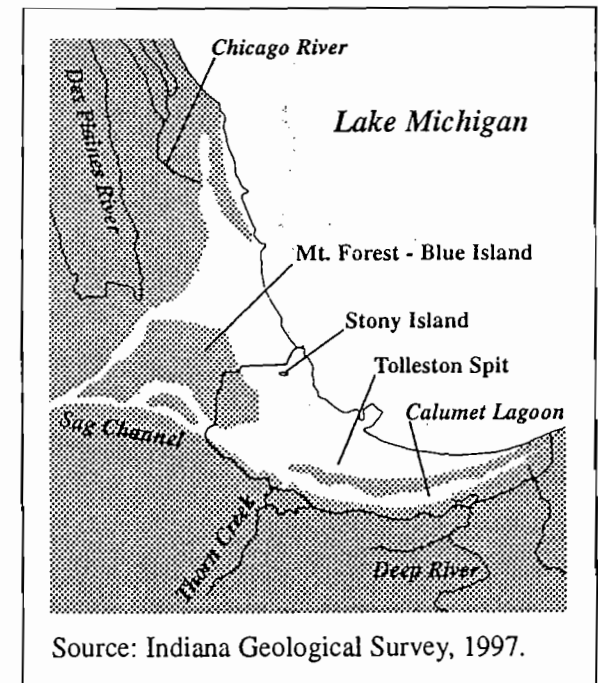 Chicago River
Des Plaines River
Lake Michigan
Mt. Forest - Blue Island
Stony Island
Tolleston Spit
Calumet Lagoon
Sag Channel
Thorn Creek
Deep River
Source: Indiana Geological Survey, 1997.